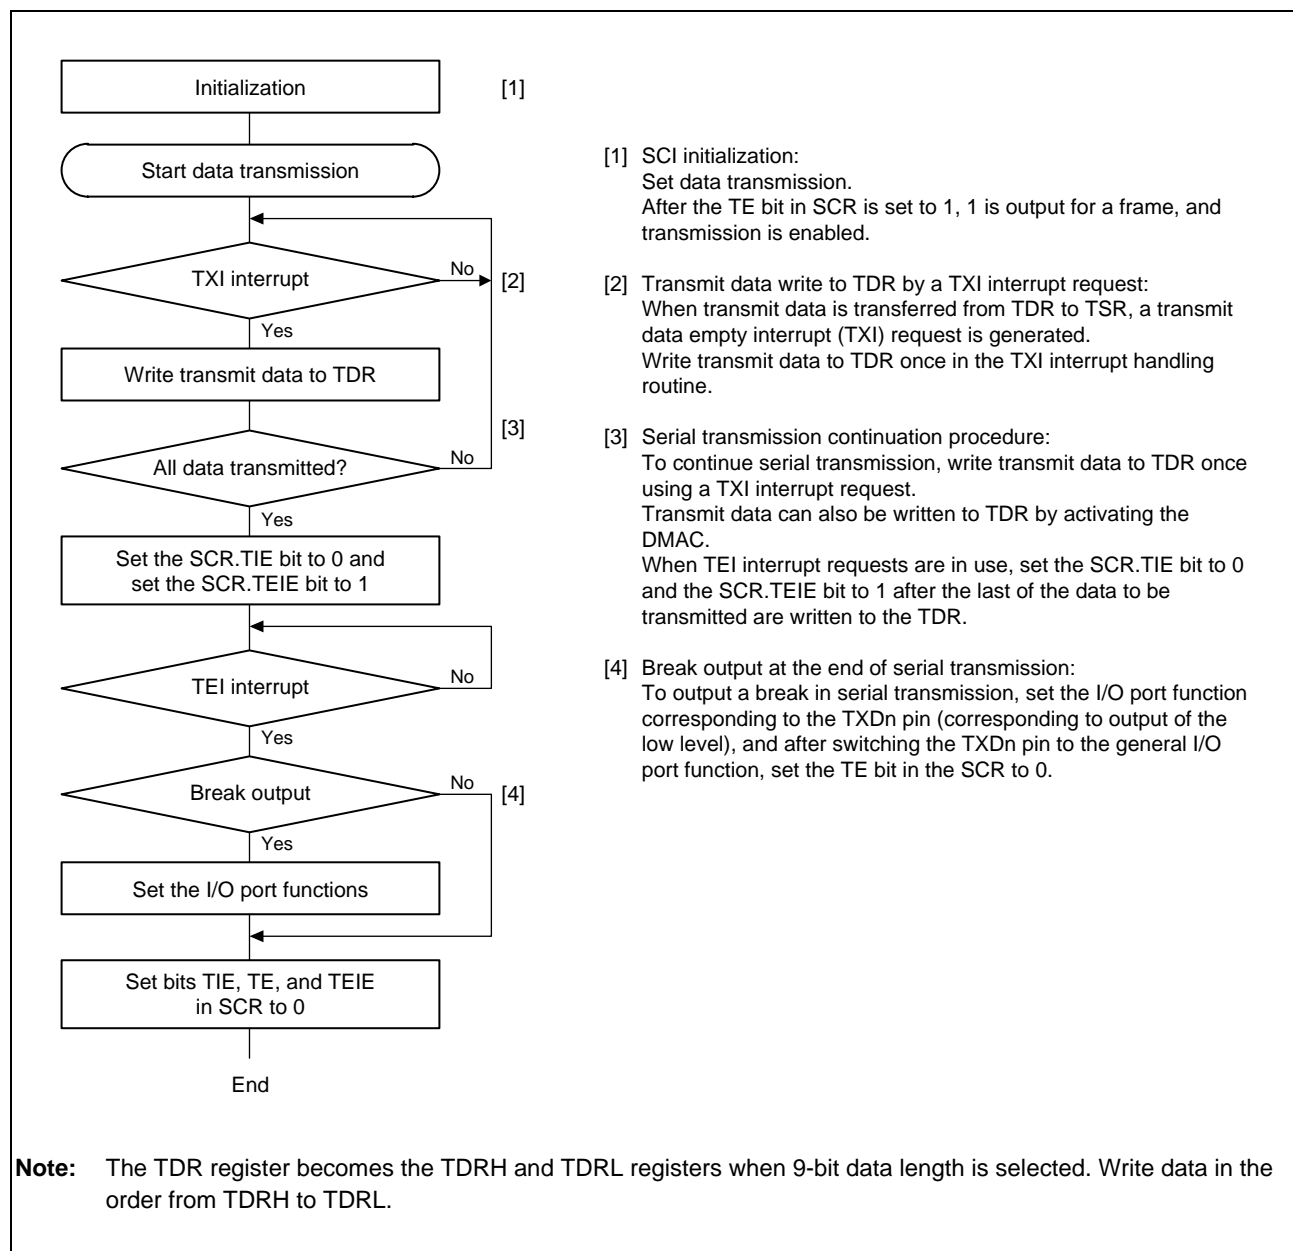 Initialization
[1]
Start data transmission
TXI interrupt
No
[2]
Yes
Write transmit data to TDR
[3]
All data transmitted?
No
Yes
Set the SCR.TIE bit to 0 and
set the SCR.TEIE bit to 1
TEI interrupt
No
Yes
Break output
No
[4]
Yes
Set the I/O port functions
Set bits TIE, TE, and TEIE
in SCR to 0
End
[1] SCI initialization:
Set data transmission.
After the TE bit in SCR is set to 1, 1 is output for a frame, and
transmission is enabled.
[2] Transmit data write to TDR by a TXI interrupt request:
When transmit data is transferred from TDR to TSR, a transmit
data empty interrupt (TXI) request is generated.
Write transmit data to TDR once in the TXI interrupt handling
routine.
[3] Serial transmission continuation procedure:
To continue serial transmission, write transmit data to TDR once
using a TXI interrupt request.
Transmit data can also be written to TDR by activating the
DMAC.
When TEI interrupt requests are in use, set the SCR.TIE bit to 0
and the SCR.TEIE bit to 1 after the last of the data to be
transmitted are written to the TDR.
[4] Break output at the end of serial transmission:
To output a break in serial transmission, set the I/O port function
corresponding to the TXDn pin (corresponding to output of the
low level), and after switching the TXDn pin to the general I/O
port function, set the TE bit in the SCR to 0.
Note: The TDR register becomes the TDRH and TDRL registers when 9-bit data length is selected. Write data in the
order from TDRH to TDRL.